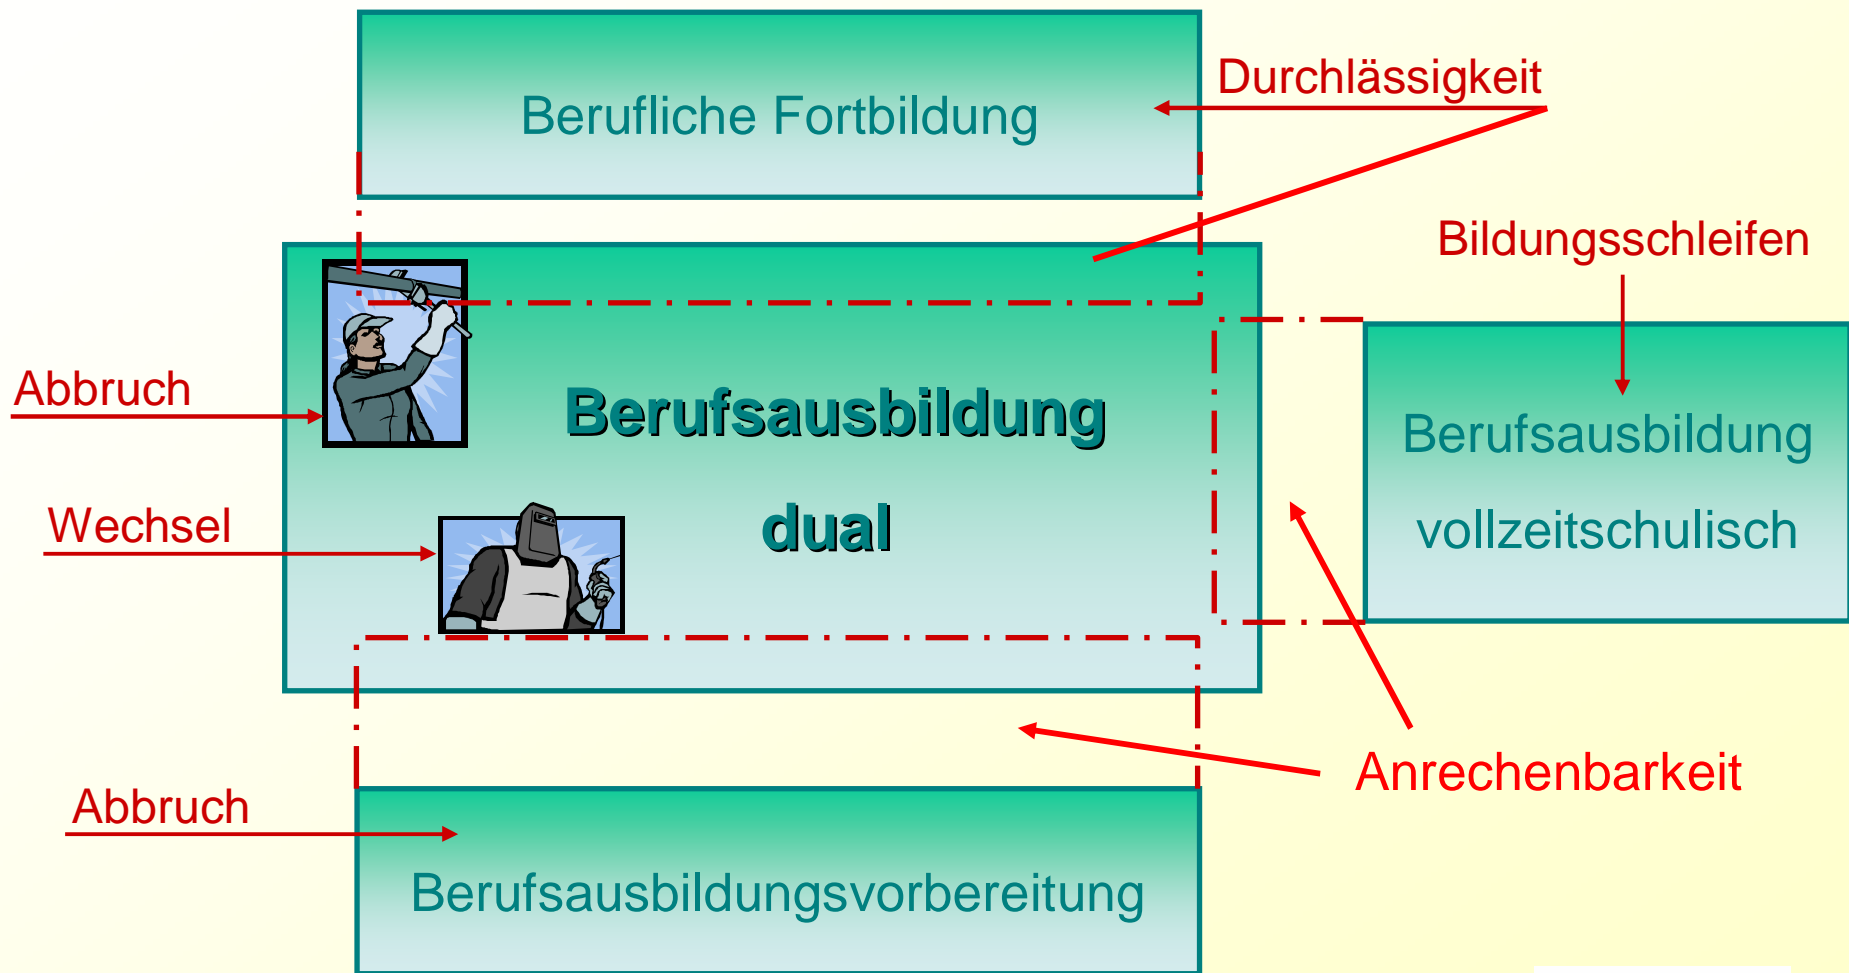 Durchlässigkeit
Berufliche Fortbildung
Bildungsschleifen
Abbruch
Berufsausbildung
dual
Berufsausbildung
vollzeitschulisch
Wechsel
Anrechenbarkeit
Abbruch
Berufsausbildungsvorbereitung